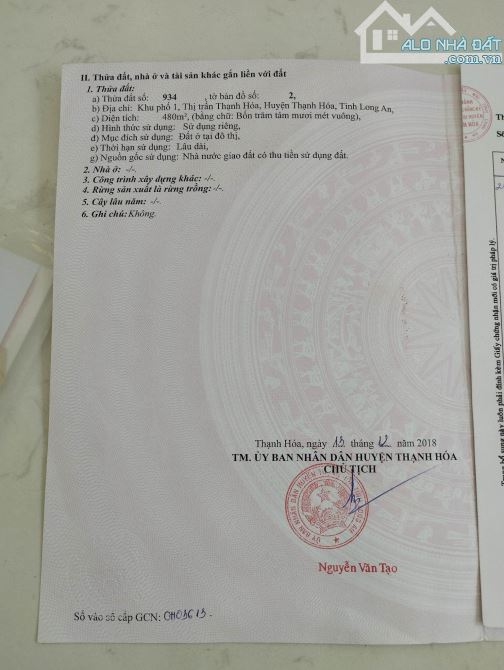 ALO NHÀ ĐẤT
II. Thửa đất, nhà ở và tài sản khác gắn liền với đất
1. Thửa đất:
a) Thửa đất số: 934 , tờ bản đồ số: 2,
b) Địa chỉ: Khu phố 1, Thị trấn Thạnh Hóa, Huyện Thạnh Hóa, Tỉnh Long An,
c) Diện tích: 480m², (bằng chữ: Bốn trăm tám mươi mét vuông),
d) Hình thức sử dụng: Sử dụng riêng,
đ) Mục đích sử dụng: Đất ở tại đô thị,
e) Thời hạn sử dụng: Lâu dài,
g) Nguồn gốc sử dụng: Nhà nước giao đất có thu tiền sử dụng đất.
2. Nhà ở: -/-.
3. Công trình xây dựng khác: -/-.
4. Rừng sản xuất là rừng trồng: -/-.
5. Cây lâu năm: -/-.
6. Ghi chú: Không.
Thạnh Hóa, ngày 13 tháng 12 năm 2018
TM. ỦY BAN NHÂN DÂN HUYỆN THẠNH HÓA
CHỦ TỊCH
Nguyễn Văn Tạo
Số vào sổ cấp GCN: